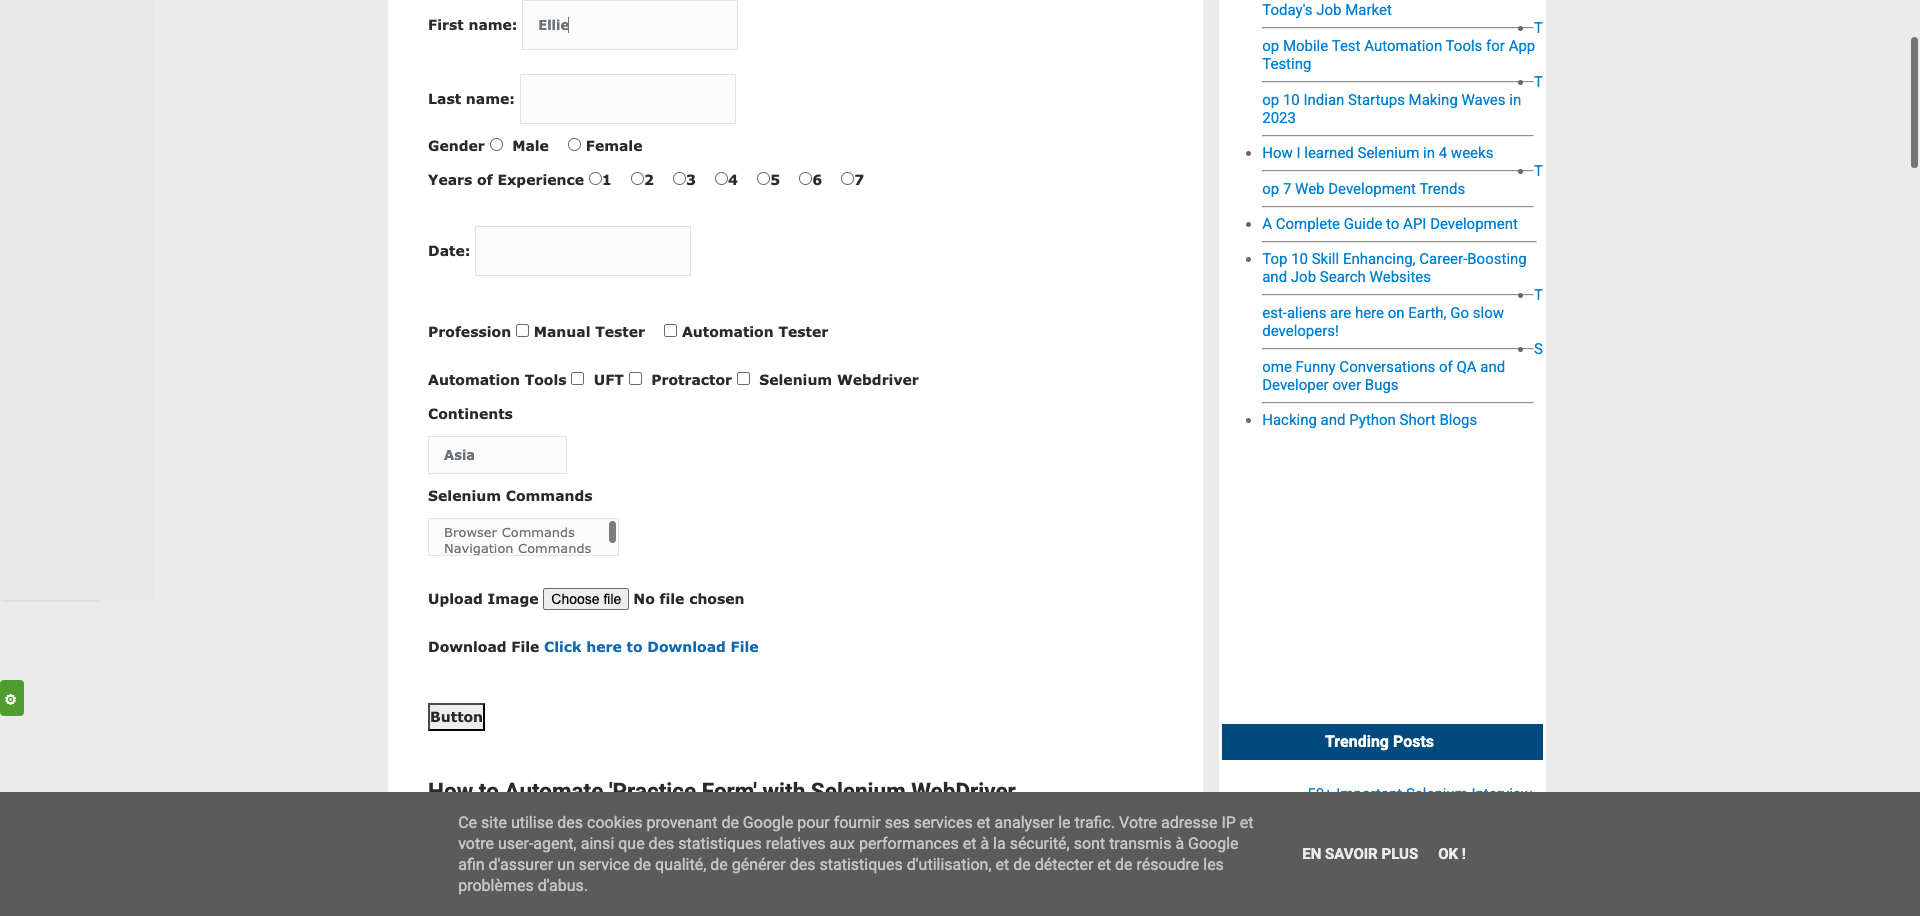 First name: Ellie
Last name:
Gender Male Female
Years of Experience 1 2 3 4 5 6 7
Date:
Profession Manual Tester Automation Tester
Automation Tools UFT Protractor Selenium Webdriver
Continents
Asia
Selenium Commands
Browser Commands
Navigation Commands
Upload Image Choose file No file chosen
Download File Click here to Download File
Button
How to Automate 'Practice Form' with Selenium WebDriver
Today's Job Market
T
op Mobile Test Automation Tools for App
Testing
T
op 10 Indian Startups Making Waves in
2023
How I learned Selenium in 4 weeks
T
op 7 Web Development Trends
A Complete Guide to API Development
Top 10 Skill Enhancing, Career-Boosting
and Job Search Websites
T
est-aliens are here on Earth, Go slow
developers!
S
ome Funny Conversations of QA and
Developer over Bugs
Hacking and Python Short Blogs
Trending Posts
50+ Important Selenium Interview
Ce site utilise des cookies provenant de Google pour fournir ses services et analyser le trafic. Votre adresse IP et
votre user-agent, ainsi que des statistiques relatives aux performances et à la sécurité, sont transmis à Google
afin d'assurer un service de qualité, de générer des statistiques d'utilisation, et de détecter et de résoudre les
problèmes d'abus.
EN SAVOIR PLUS OK !